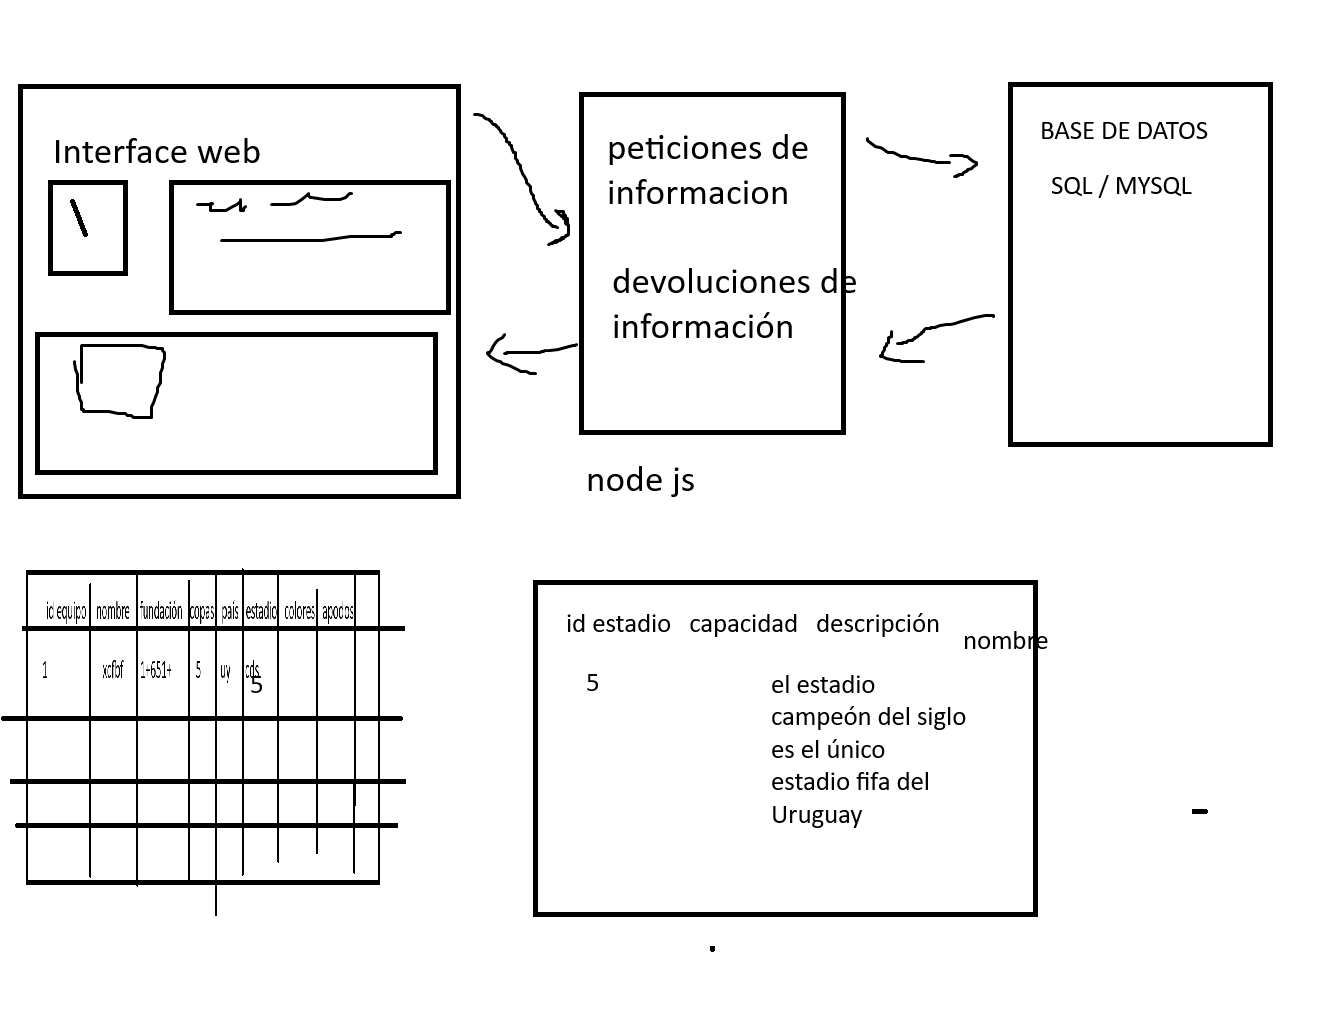 Interface web
peticiones de
informacion
devoluciones de
información
node js
BASE DE DATOS
SQL / MYSQL
id equipo nombre fundación copas país estadio colores apodos
1 xcfbf 1+651+ 5 uy cds
5
id estadio capacidad descripción nombre
5
el estadio
campeón del siglo
es el único
estadio fifa del
Uruguay